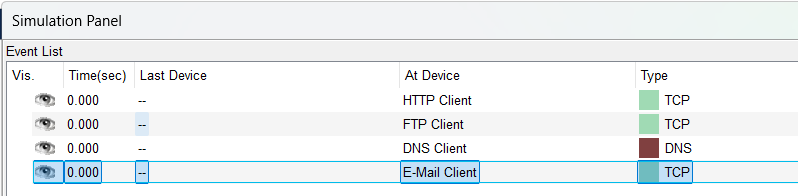 Simulation Panel
Event List
Vis. Time(sec) Last Device At Device Type
0.000 -- HTTP Client TCP
0.000 -- FTP Client TCP
0.000 -- DNS Client DNS
0.000 -- E-Mail Client TCP